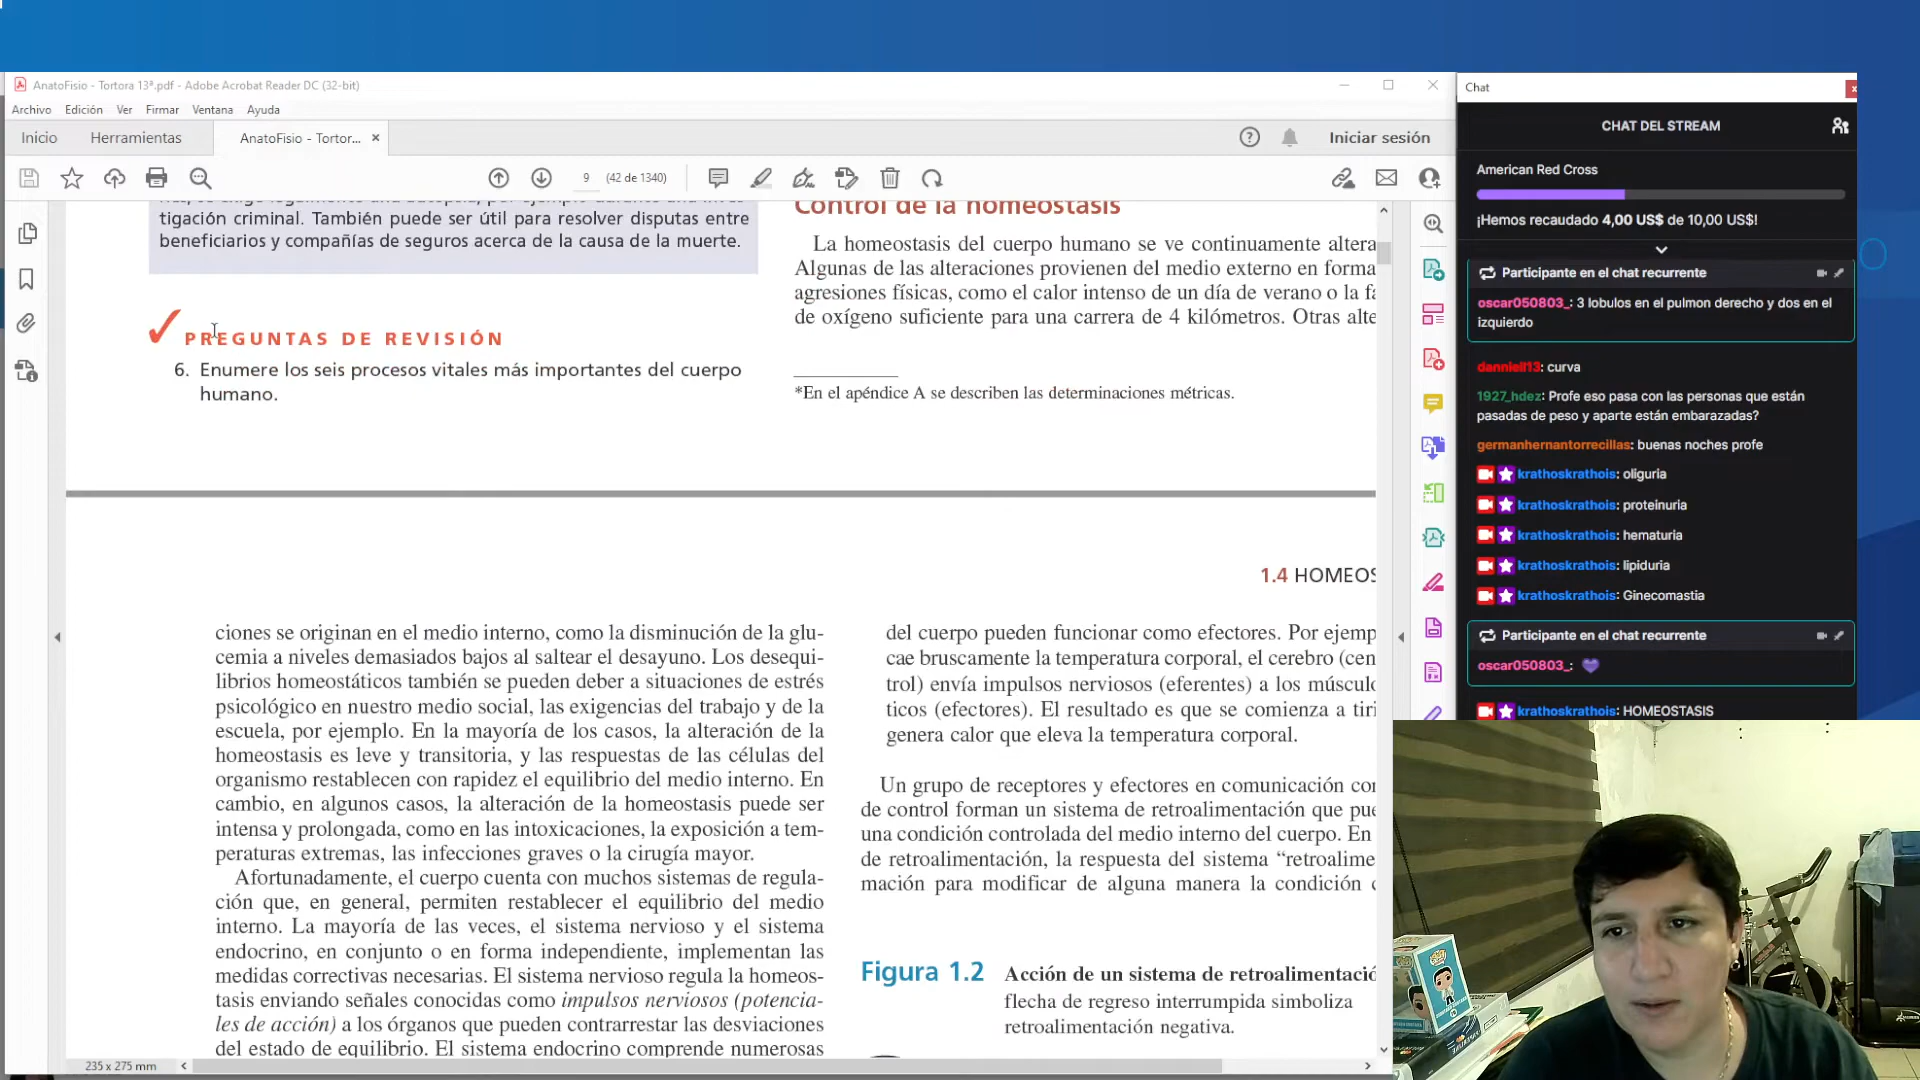 AnatoFisio - Tortora 13ª.pdf - Adobe Acrobat Reader DC (32-bit)
Archivo Edición Ver Firmar Ventana Ayuda
Inicio Herramientas AnatoFisio - Tortor... × Iniciar sesión
9 (42 de 1340)
tigación criminal. También puede ser útil para resolver disputas entre
beneficiarios y compañías de seguros acerca de la causa de la muerte.
PREGUNTAS DE REVISIÓN
6. Enumere los seis procesos vitales más importantes del cuerpo
humano.
Control de la homeostasis
La homeostasis del cuerpo humano se ve continuamente altera
Algunas de las alteraciones provienen del medio externo en forma
agresiones físicas, como el calor intenso de un día de verano o la fa
de oxígeno suficiente para una carrera de 4 kilómetros. Otras alte
*En el apéndice A se describen las determinaciones métricas.
1.4 HOMEOS
ciones se originan en el medio interno, como la disminución de la glu-
cemia a niveles demasiados bajos al saltear el desayuno. Los desequi-
librios homeostáticos también se pueden deber a situaciones de estrés
psicológico en nuestro medio social, las exigencias del trabajo y de la
escuela, por ejemplo. En la mayoría de los casos, la alteración de la
homeostasis es leve y transitoria, y las respuestas de las células del
organismo restablecen con rapidez el equilibrio del medio interno. En
cambio, en algunos casos, la alteración de la homeostasis puede ser
intensa y prolongada, como en las intoxicaciones, la exposición a tem-
peraturas extremas, las infecciones graves o la cirugía mayor.
Afortunadamente, el cuerpo cuenta con muchos sistemas de regula-
ción que, en general, permiten restablecer el equilibrio del medio
interno. La mayoría de las veces, el sistema nervioso y el sistema
endocrino, en conjunto o en forma independiente, implementan las
medidas correctivas necesarias. El sistema nervioso regula la homeos-
tasis enviando señales conocidas como impulsos nerviosos (potencia-
les de acción) a los órganos que pueden contrarrestar las desviaciones
del estado de equilibrio. El sistema endocrino comprende numerosas
del cuerpo pueden funcionar como efectores. Por ejemp
cae bruscamente la temperatura corporal, el cerebro (cen
trol) envía impulsos nerviosos (eferentes) a los múscul
ticos (efectores). El resultado es que se comienza a tiri
genera calor que eleva la temperatura corporal.
Un grupo de receptores y efectores en comunicación co
de control forman un sistema de retroalimentación que pue
una condición controlada del medio interno del cuerpo. En
de retroalimentación, la respuesta del sistema “retroalime
mación para modificar de alguna manera la condición c
Figura 1.2 Acción de un sistema de retroalimentació
flecha de regreso interrumpida simboliza
retroalimentación negativa.
235 x 275 mm
Chat
CHAT DEL STREAM
American Red Cross
¡Hemos recaudado 4,00 US$ de 10,00 US$!
Participante en el chat recurrente
oscar050803_: 3 lobulos en el pulmon derecho y dos en el
izquierdo
danniell13: curva
1927_hdez: Profe eso pasa con las personas que están
pasadas de peso y aparte están embarazadas?
germanhernantorrecillas: buenas noches profe
krathoskrathois: oliguria
krathoskrathois: proteinuria
krathoskrathois: hematuria
krathoskrathois: lipiduria
krathoskrathois: Ginecomastia
Participante en el chat recurrente
oscar050803_: 💜
krathoskrathois: HOMEOSTASIS